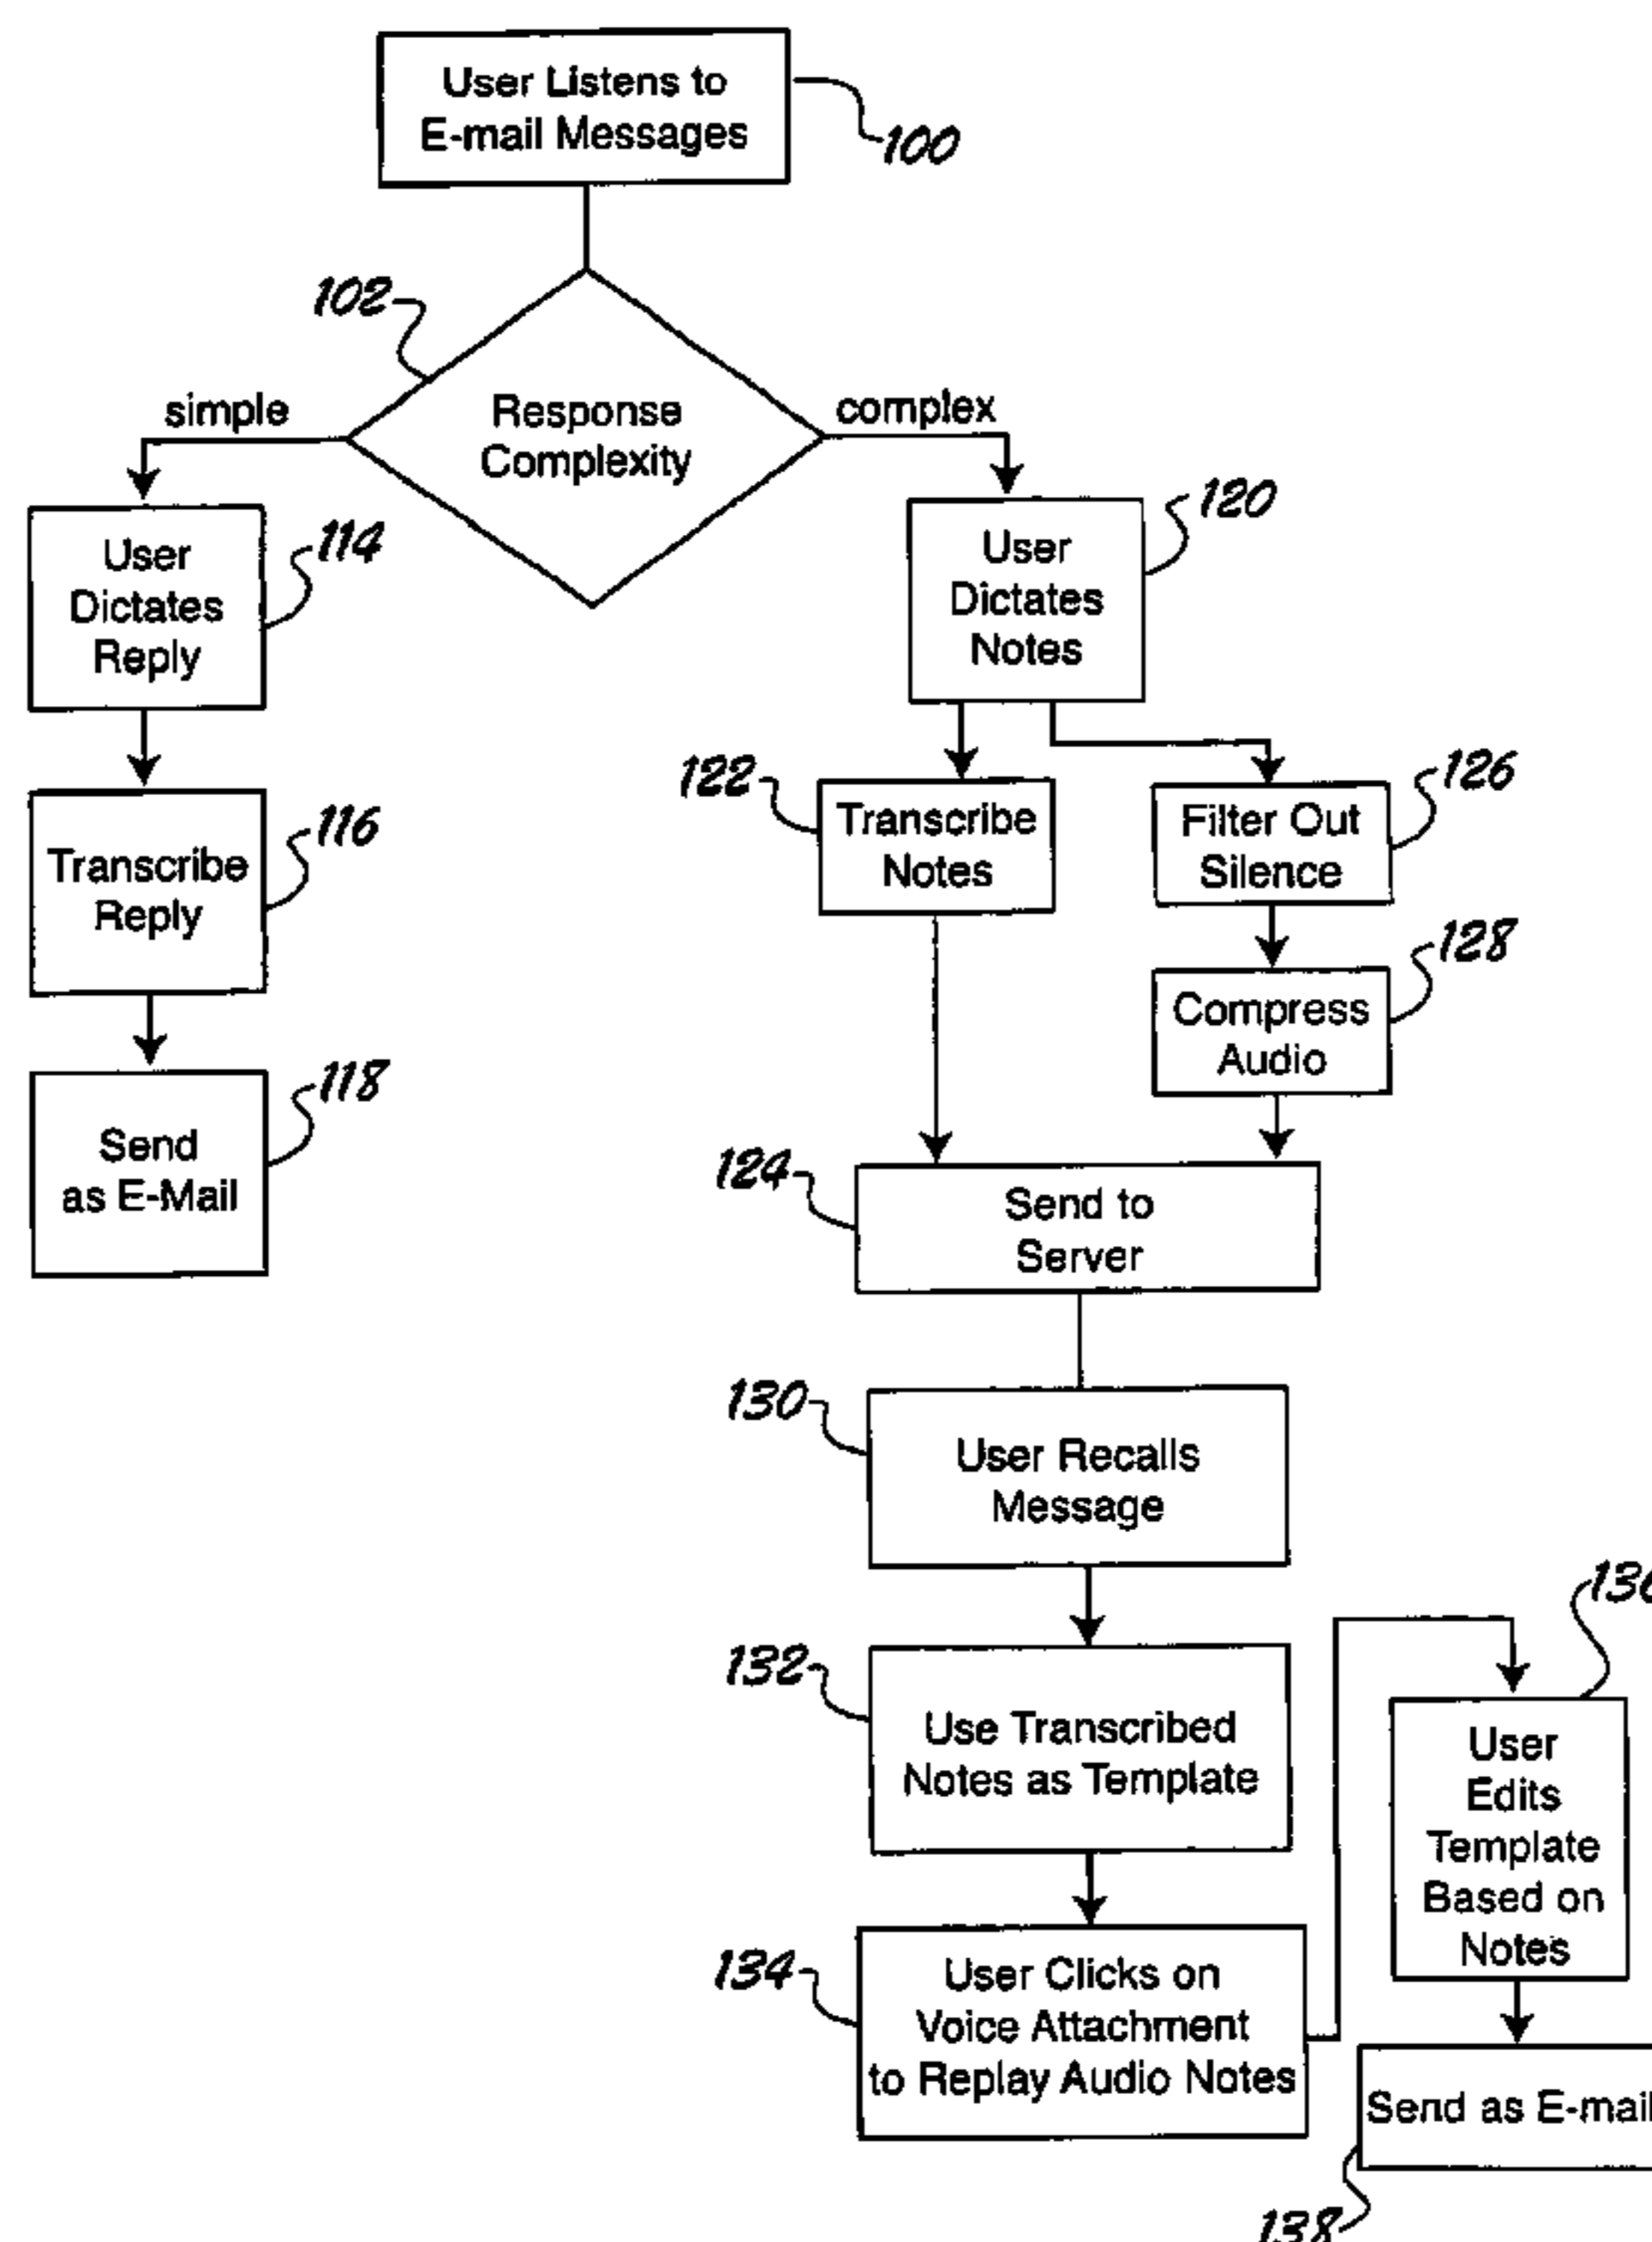 User Listens to
E-mail Messages
100
102
simple
Response
Complexity
complex
User
Dictates
Reply
114
User
Dictates
Notes
120
Transcribe
Reply
116
122
Transcribe
Notes
Filter Out
Silence
126
Compress
Audio
128
Send
as E-Mail
118
124
Send to
Server
130
User Recalls
Message
132
Use Transcribed
Notes as Template
136
User
Edits
Template
Based on
Notes
134
User Clicks on
Voice Attachment
to Replay Audio Notes
Send as E-mail
138